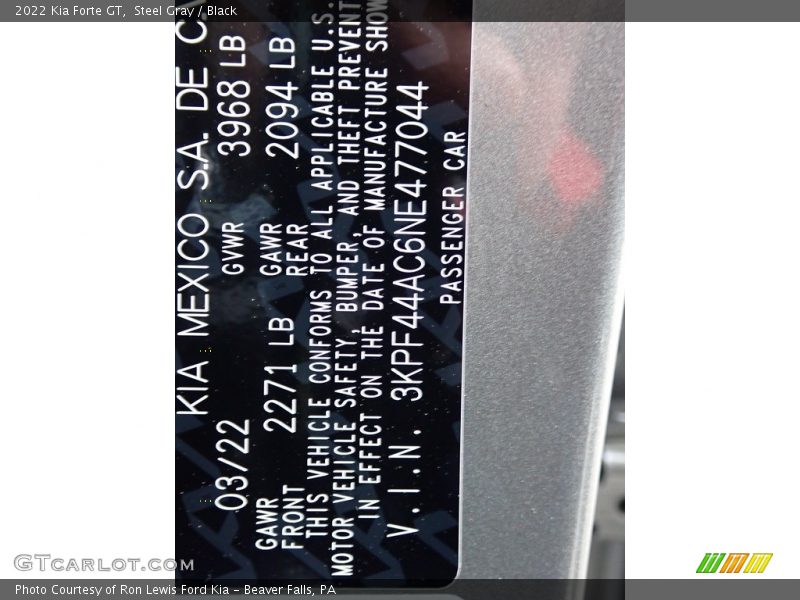 2022 Kia Forte GT,  Steel Gray / Black
KIA MEXICO S.A. DE C.
03/22 GVWR 3968 LB
GAWR FRONT 2271 LB GAWR REAR 2094 LB
THIS VEHICLE CONFORMS TO ALL APPLICABLE U.S.
MOTOR VEHICLE SAFETY, BUMPER, AND THEFT PREVENT
IN EFFECT ON THE DATE OF MANUFACTURE SHOW
V.I.N. 3KPF44AC6NE477044
PASSENGER CAR
GTcarlot.com
Photo Courtesy of Ron Lewis Ford Kia - Beaver Falls, PA